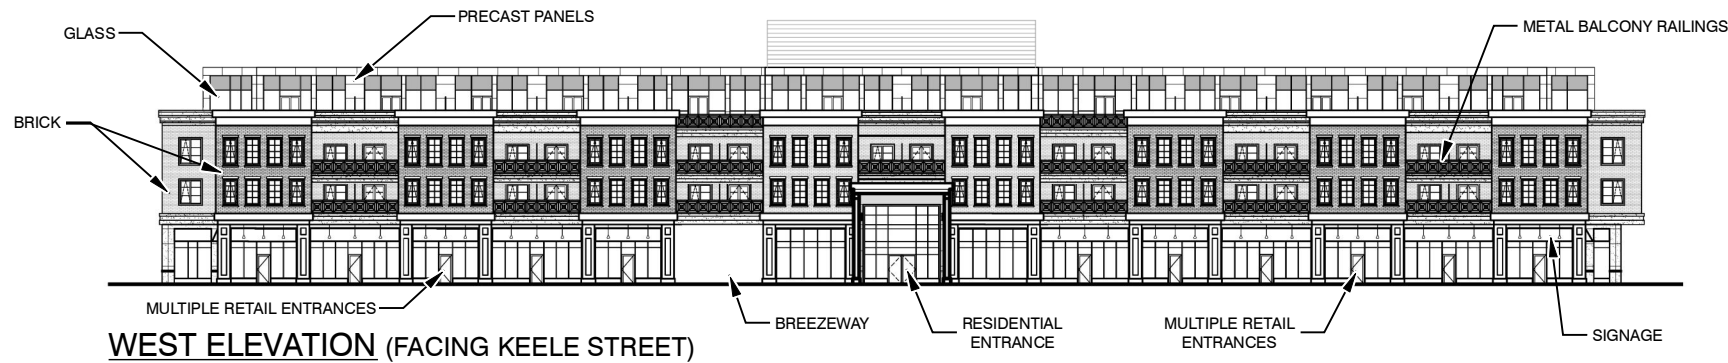 PRECAST PANELS
GLASS
METAL BALCONY RAILINGS
BRICK
MULTIPLE RETAIL ENTRANCES
BREEZEWAY
RESIDENTIAL
ENTRANCE
MULTIPLE RETAIL
ENTRANCES
SIGNAGE
WEST ELEVATION (FACING KEELE STREET)